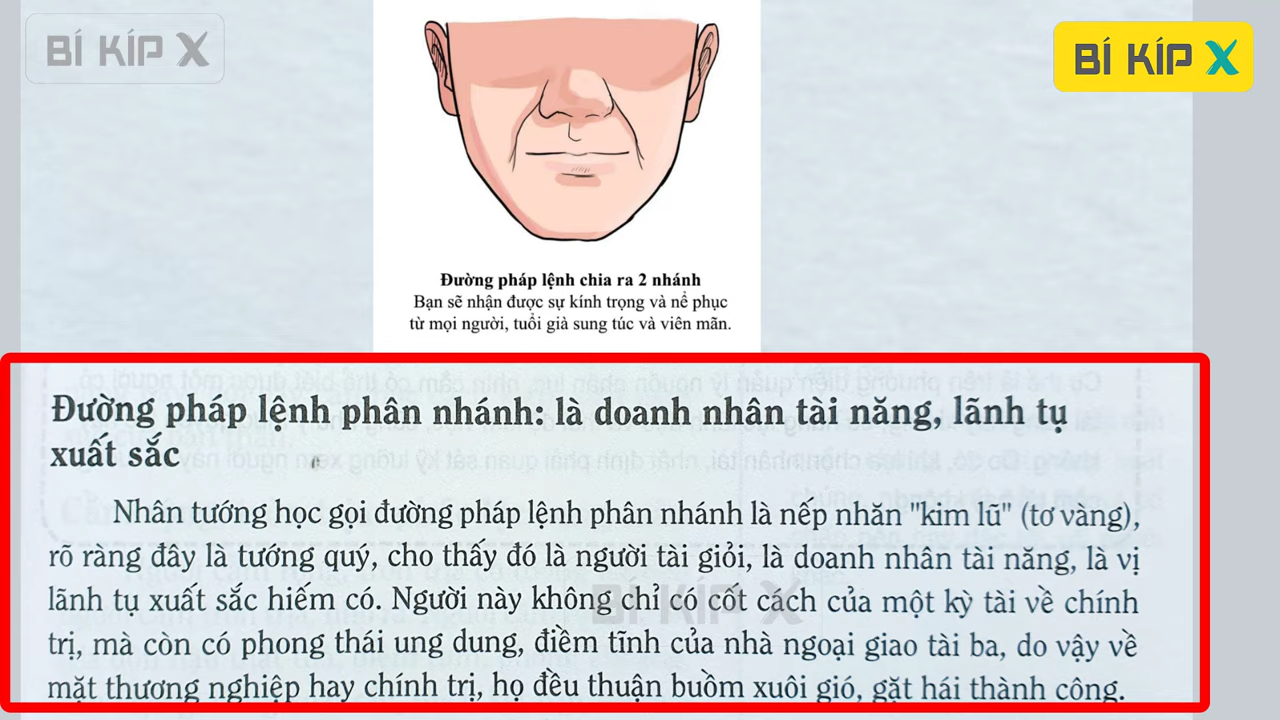 BÍ KÍP X
BÍ KÍP X
Đường pháp lệnh chia ra 2 nhánh
Bạn sẽ nhận được sự kính trọng và nể phục
từ mọi người, tuổi già sung túc và viên mãn.
Đường pháp lệnh phân nhánh: là doanh nhân tài năng, lãnh tụ
xuất sắc
Nhân tướng học gọi đường pháp lệnh phân nhánh là nếp nhăn "kim lũ" (tơ vàng),
rõ ràng đây là tướng quý, cho thấy đó là người tài giỏi, là doanh nhân tài năng, là vị
lãnh tụ xuất sắc hiếm có. Người này không chỉ có cốt cách của một kỳ tài về chính
BÍ KÍP X
trị, mà còn có phong thái ung dung, điềm tĩnh của nhà ngoại giao tài ba, do vậy về
mặt thương nghiệp hay chính trị, họ đều thuận buồm xuôi gió, gặt hái thành công.